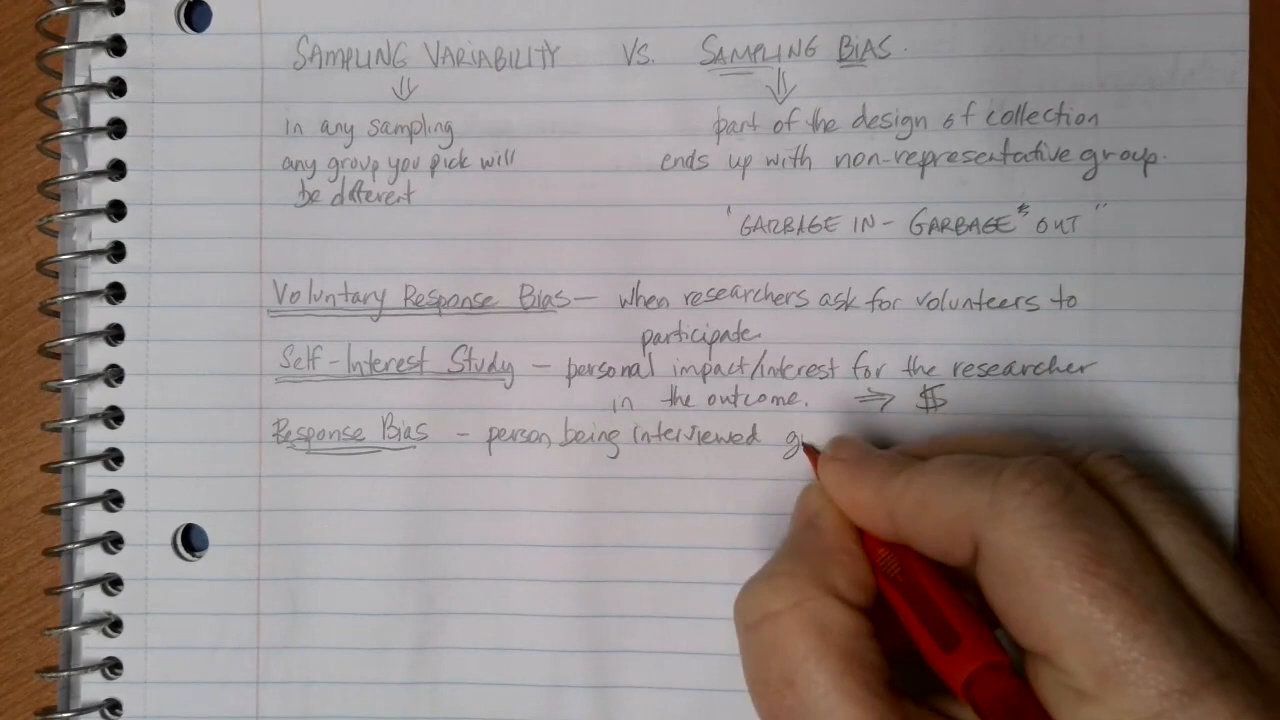 SAMPLING VARIABILITY VS. SAMPLING BIAS.
⇓ ⇓
in any sampling
any group you pick will
be different
part of the design of collection
ends up with non-representative group.
"GARBAGE IN - GARBAGE* OUT"
Voluntary Response Bias - when researchers ask for volunteers to
participate.
Self-Interest Study - personal impact/interest for the researcher
in the outcome. ⇒ $
Response Bias - person being interviewed